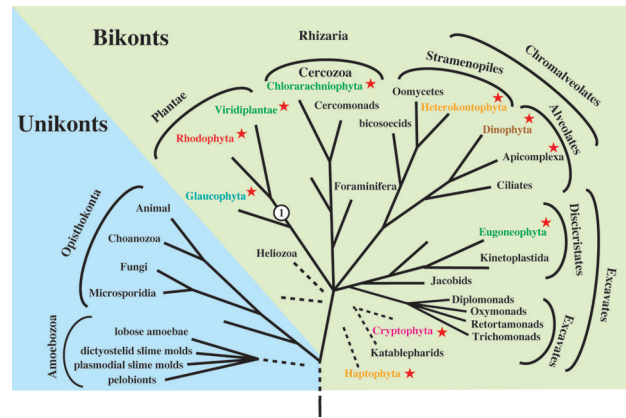 Bikonts
Unikonts
Rhizaria
Cercozoa
Chlorarachniophyta
Cercomonads
Foraminifera
Heliozoa
Plantae
Viridiplantae
Rhodophyta
Glaucophyta
1
Stramenopiles
Oomycetes
Heterokontophyta
bicosoecids
Chromalveolates
Alveolates
Dinophyta
Apicomplexa
Ciliates
Discicristates
Eugoneophyta
Kinetoplastida
Jacobids
Excavates
Excavates
Diplomonads
Oxymonads
Retortamonads
Trichomonads
Cryptophyta
Katablepharids
Haptophyta
Opisthokonta
Animal
Choanozoa
Fungi
Microsporidia
Amoebozoa
lobose amoebae
dictyostelid slime molds
plasmodial slime molds
pelobionts